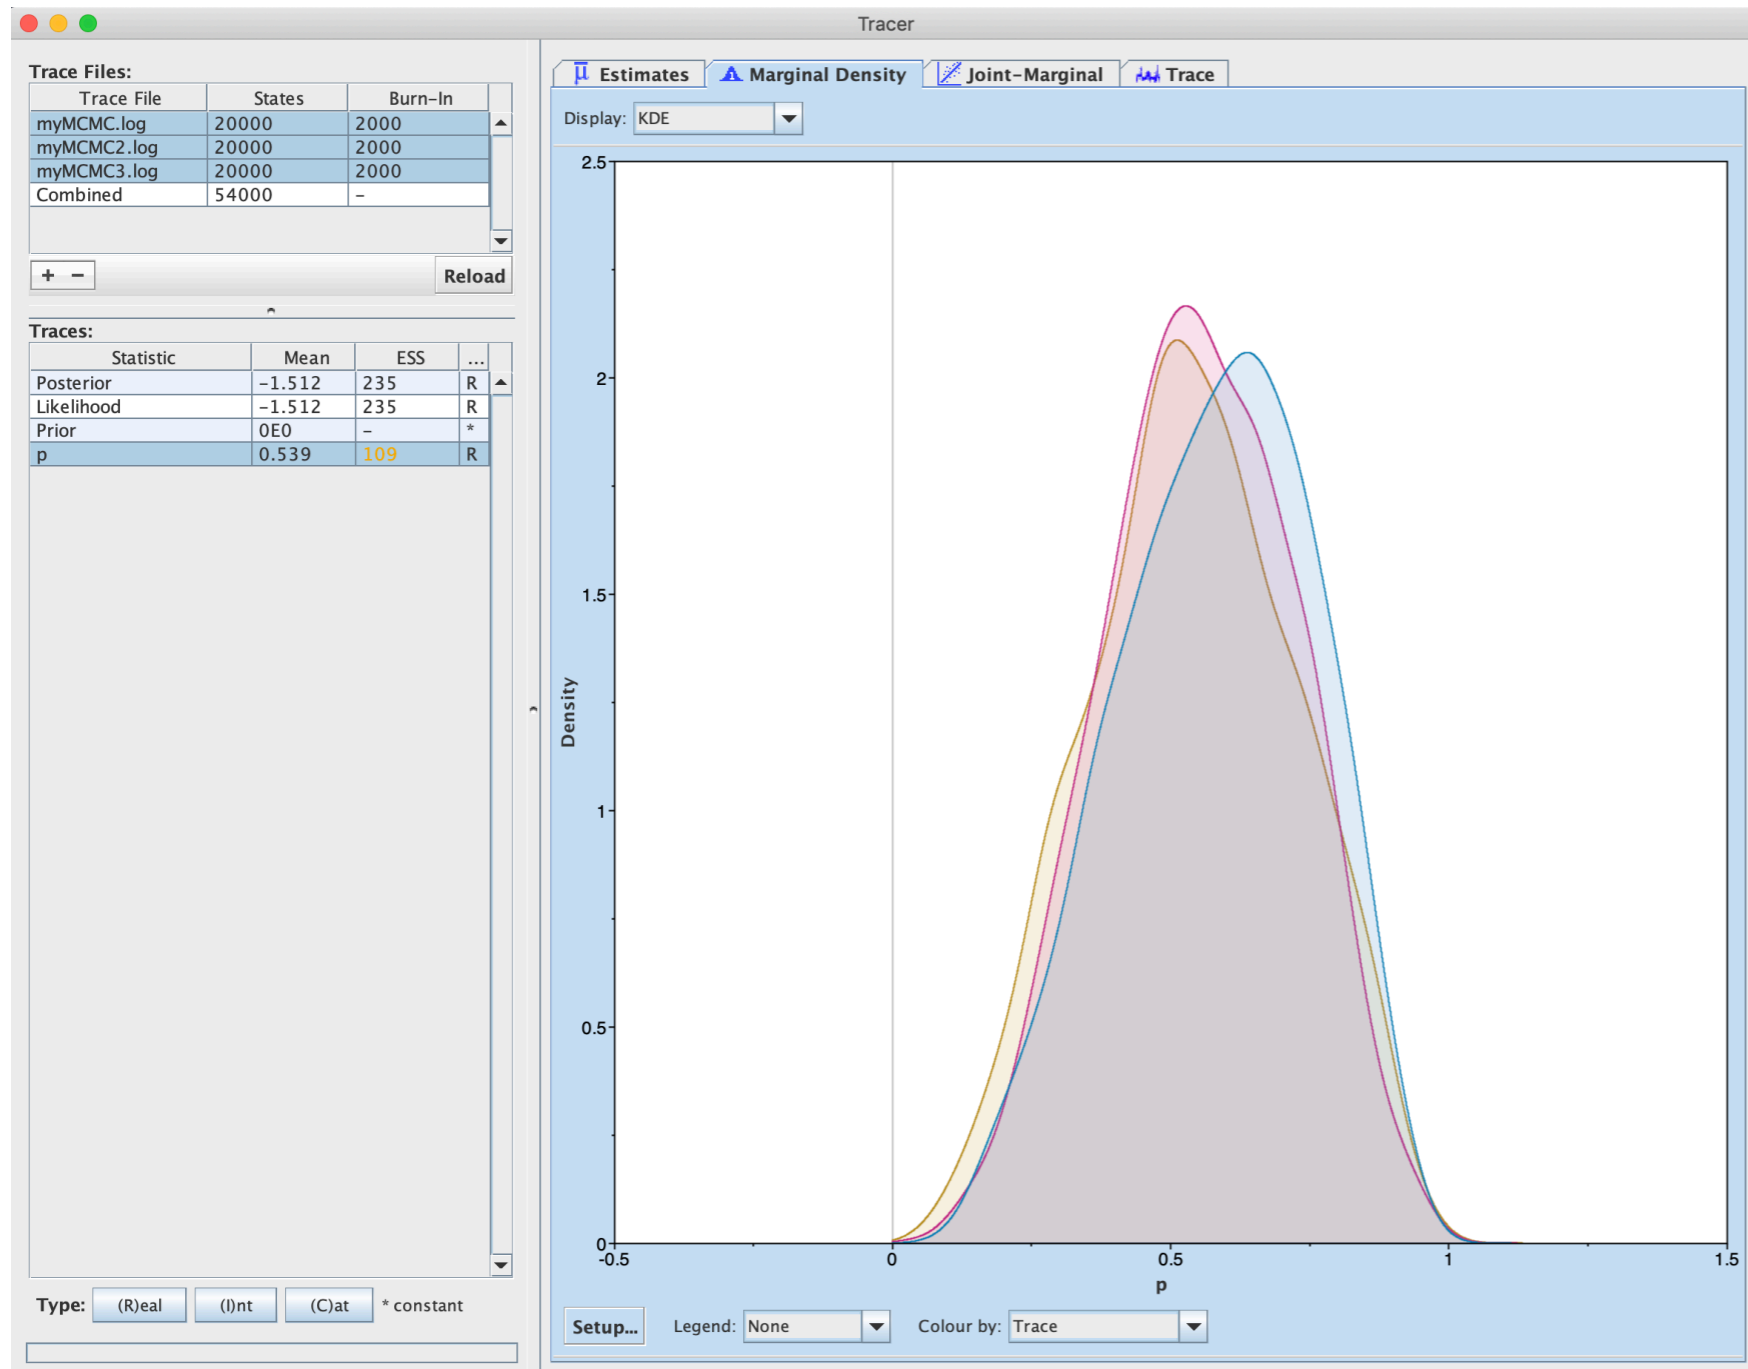 Tracer
Trace Files:
Trace File States Burn-In
myMCMC.log 20000 2000
myMCMC2.log 20000 2000
myMCMC3.log 20000 2000
Combined 54000 -
+ -
Reload
Traces:
Statistic Mean ESS ...
Posterior -1.512 235 R
Likelihood -1.512 235 R
Prior 0E0 - *
p 0.539 109 R
Type: (R)eal (I)nt (C)at * constant
μ Estimates Marginal Density Joint-Marginal Trace
Display: KDE
2.5
2
1.5
1
0.5
0
Density
-0.5 0 0.5 1 1.5
p
Setup... Legend: None Colour by: Trace